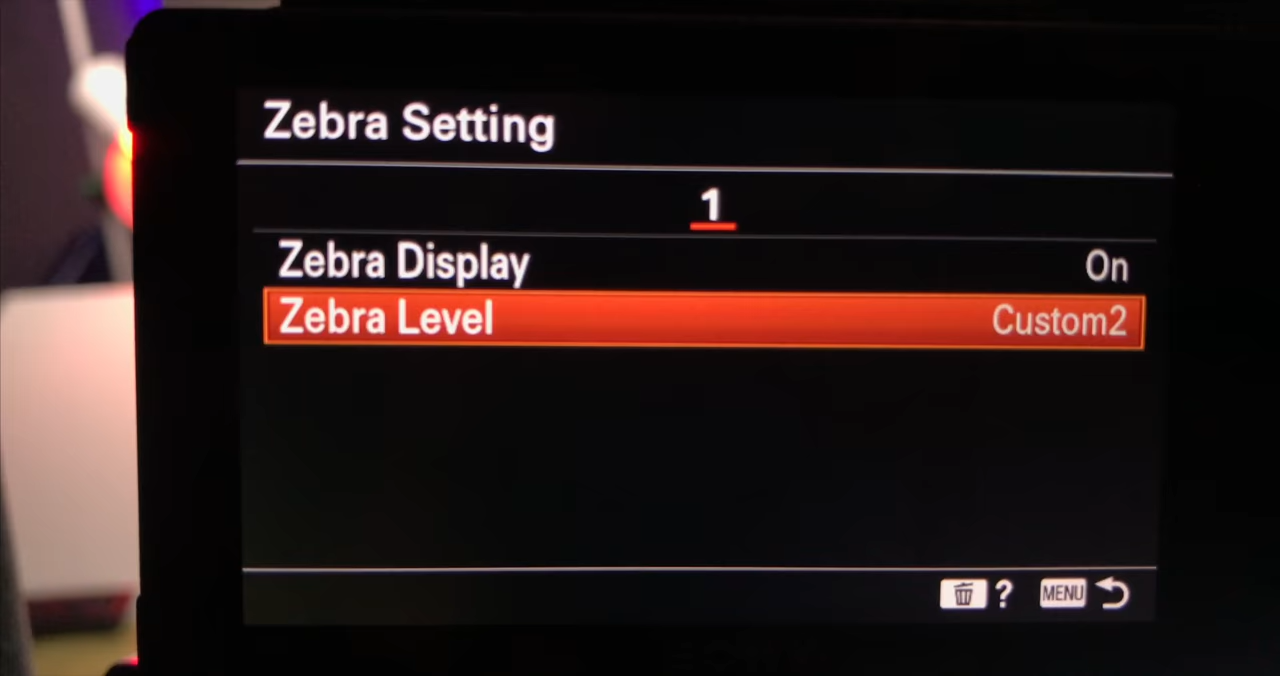 Zebra Setting
1
Zebra Display On
Zebra Level Custom2
? MENU